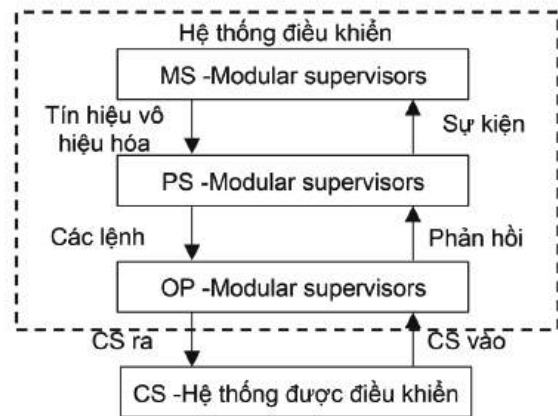 Hệ thống điều khiển
MS -Modular supervisors
Tín hiệu vô
hiệu hóa
Sự kiện
PS -Modular supervisors
Các lệnh
Phản hồi
OP -Modular supervisors
CS ra
CS vào
CS -Hệ thống được điều khiển